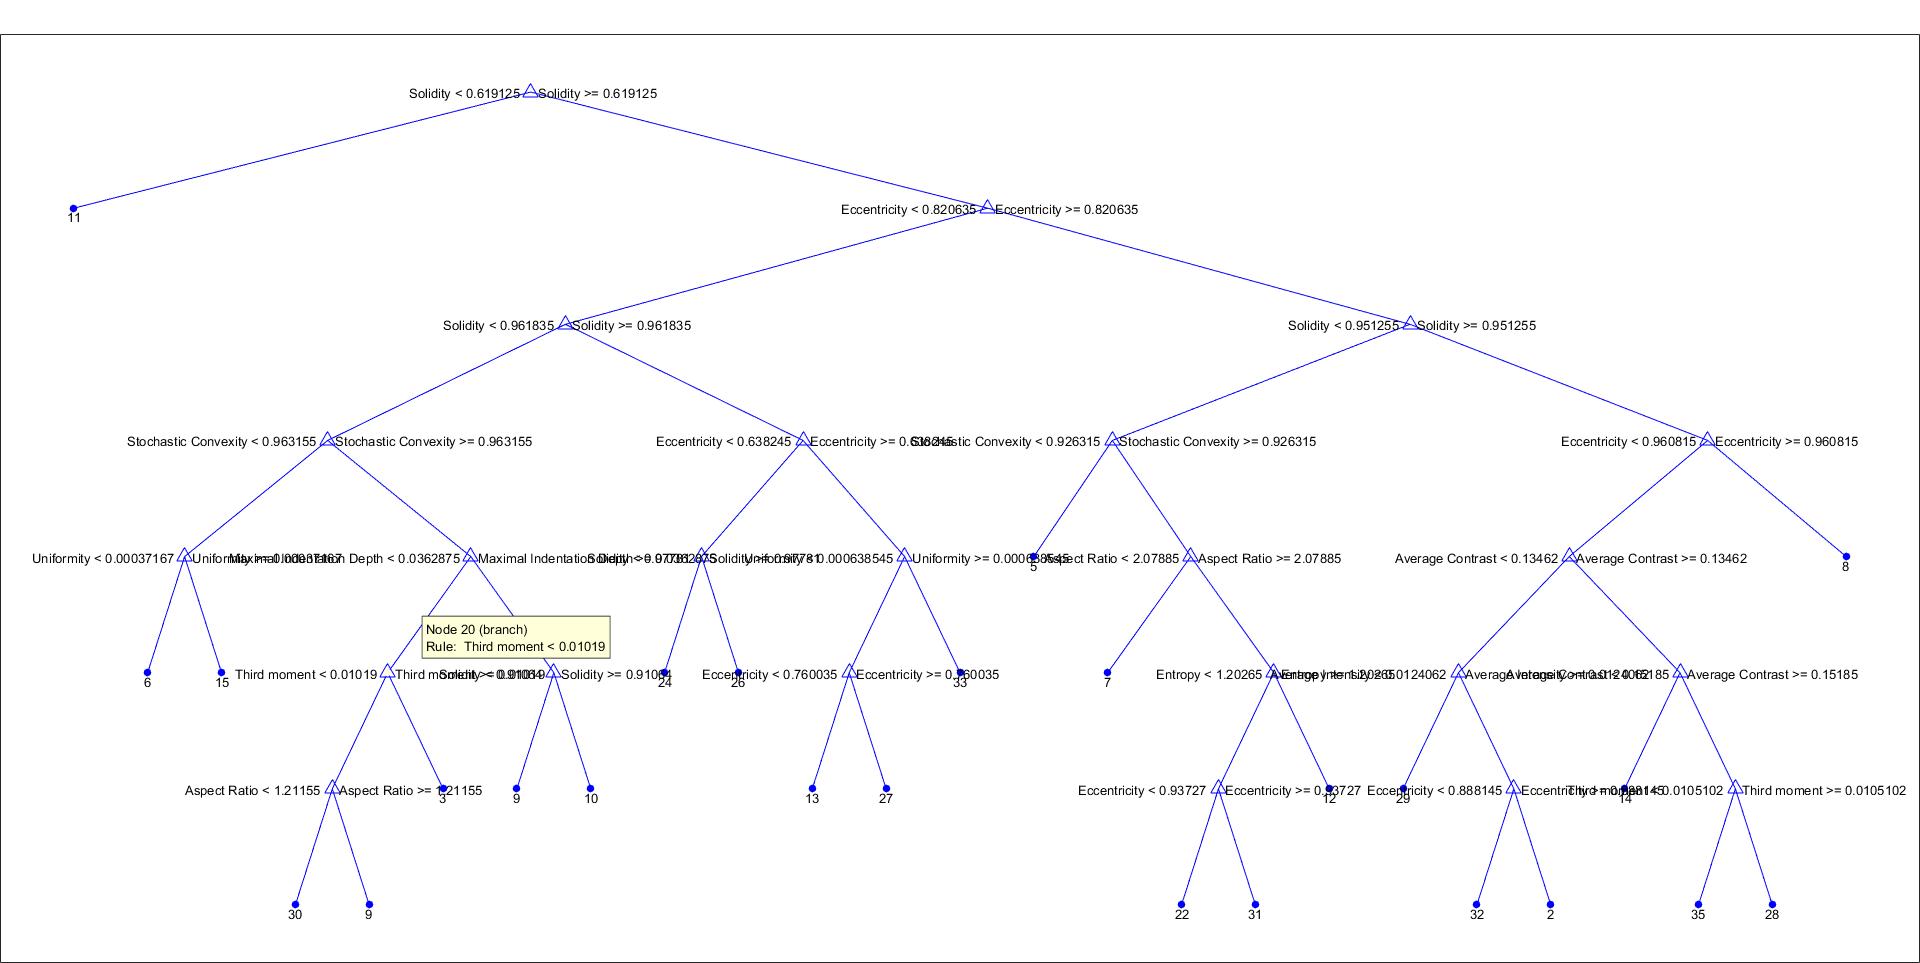 Solidity < 0.619125 Solidity >= 0.619125
11
Eccentricity < 0.820635 Eccentricity >= 0.820635
Solidity < 0.961835 Solidity >= 0.961835
Solidity < 0.951255 Solidity >= 0.951255
Stochastic Convexity < 0.963155 Stochastic Convexity >= 0.963155
Eccentricity < 0.638245 Eccentricity >= 0.638245
Stochastic Convexity < 0.926315 Stochastic Convexity >= 0.926315
Eccentricity < 0.960815 Eccentricity >= 0.960815
Uniformity < 0.00037167 Uniformity >= 0.00037167
Maximal Indentation Depth < 0.0362875 Maximal Indentation Depth >= 0.0362875
Solidity < 0.97781 Solidity >= 0.97781
Uniformity < 0.000638545 Uniformity >= 0.000638545
5
Aspect Ratio < 2.07885 Aspect Ratio >= 2.07885
Average Contrast < 0.13462 Average Contrast >= 0.13462
8
Node 20 (branch)
Rule: Third moment < 0.01019
6
15
Third moment < 0.01019 Third moment >= 0.01019
Solidity >=
24
26
Eccentricity < 0.760035 Eccentricity >= 0.760035
33
7
Entropy < 1.20265 Entropy >= 1.20265
Average Intensity < 0.0124062 Average Intensity >= 0.0124062
Average Contrast < 0.15185 Average Contrast >= 0.15185
Aspect Ratio < 1.21155 Aspect Ratio >= 1.21155
3
9
10
13
27
Eccentricity < 0.93727 Eccentricity >= 0.93727
12
29
Eccentricity < 0.888145 Eccentricity >= 0.888145
14
Third moment < 0.0105102 Third moment >= 0.0105102
30
9
22
31
32
2
35
28